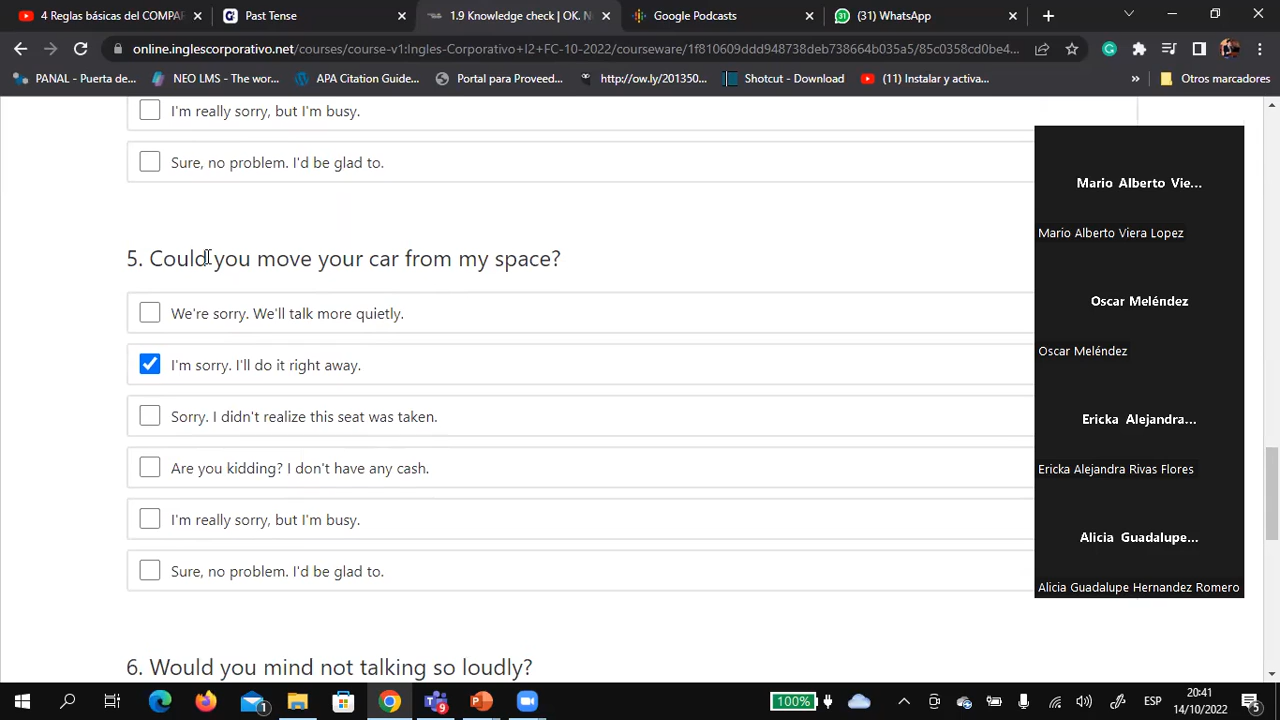 4 Reglas básicas del COMPAR
Past Tense
1.9 Knowledge check | OK. N
Google Podcasts
(31) WhatsApp
online.inglescorporativo.net/courses/course-v1:Ingles-Corporativo I2+FC-10-2022/courseware/1f810609ddd948738deb738664b035a5/85c0358cd0be4...
PANAL - Puerta de...
NEO LMS - The wor...
APA Citation Guide...
Portal para Proveed...
http://ow.ly/201350...
Shotcut - Download
(11) Instalar y activa...
»
Otros marcadores
I'm really sorry, but I'm busy.
Sure, no problem. I'd be glad to.
5. Could you move your car from my space?
We're sorry. We'll talk more quietly.
I'm sorry. I'll do it right away.
Sorry. I didn't realize this seat was taken.
Are you kidding? I don't have any cash.
I'm really sorry, but I'm busy.
Sure, no problem. I'd be glad to.
6. Would you mind not talking so loudly?
Mario Alberto Vie...
Mario Alberto Viera Lopez
Oscar Meléndez
Oscar Meléndez
Ericka Alejandra...
Ericka Alejandra Rivas Flores
Alicia Guadalupe...
Alicia Guadalupe Hernandez Romero
1
9
100%
ESP
20:41
14/10/2022
5